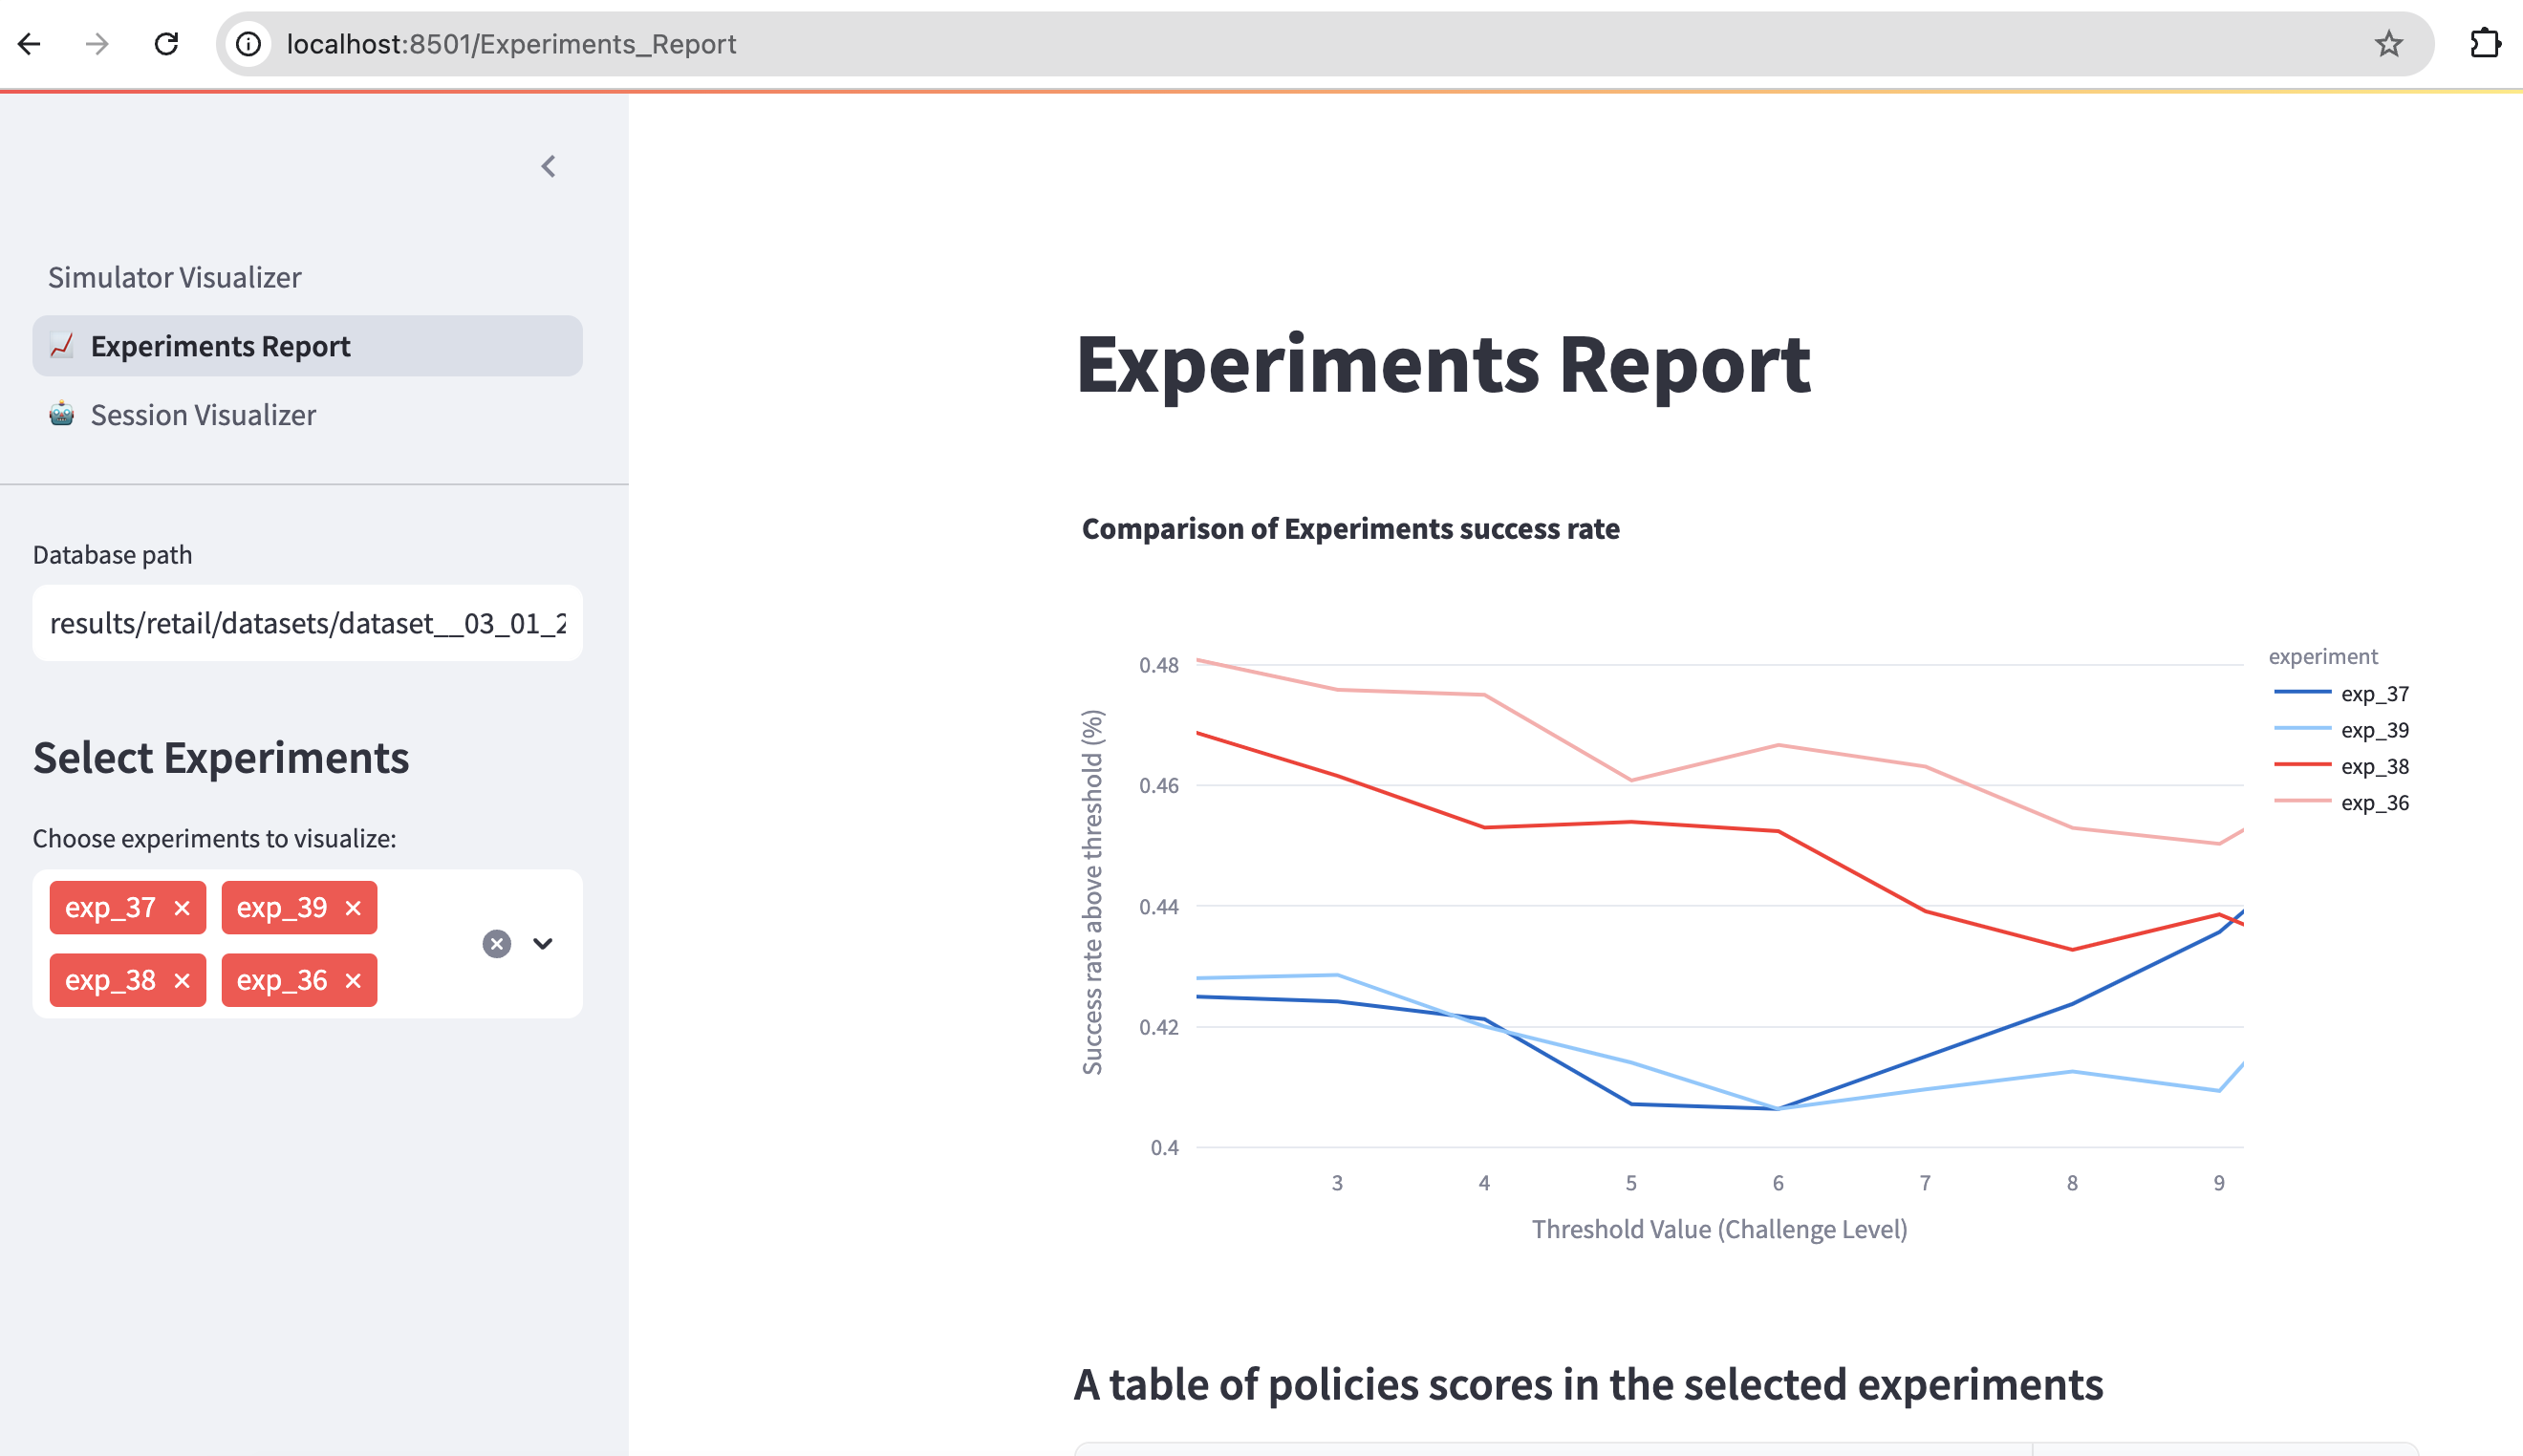 localhost:8501/Experiments_Report
Simulator Visualizer
Experiments Report
Session Visualizer
Database path
results/retail/datasets/dataset__03_01_2
Select Experiments
Choose experiments to visualize:
exp_37 × exp_39 ×
exp_38 × exp_36 ×
Experiments Report
Comparison of Experiments success rate
Success rate above threshold (%)
0.48
0.46
0.44
0.42
0.4
3 4 5 6 7 8 9
Threshold Value (Challenge Level)
experiment
exp_37
exp_39
exp_38
exp_36
A table of policies scores in the selected experiments